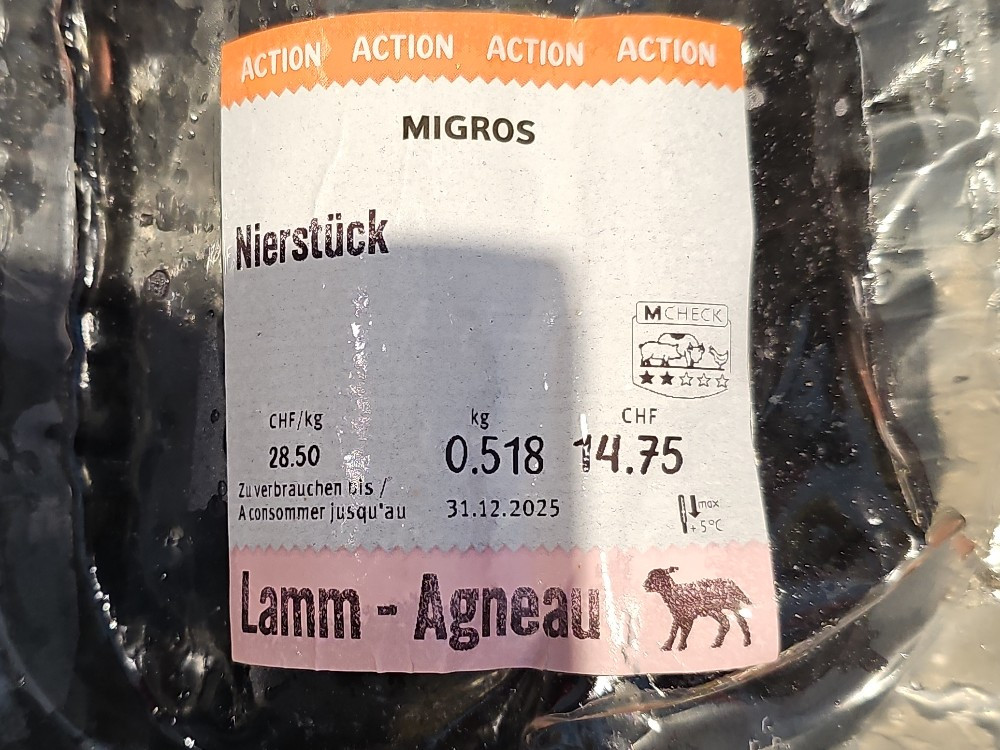 ACTION ACTION ACTION ACTION
MIGROS
Nierstück
MCHECK
CHF/kg kg CHF
28.50 0.518 14.75
Zu verbrauchen bis /
A consommer jusqu'au 31.12.2025
max
+5°C
Lamm - Agneau